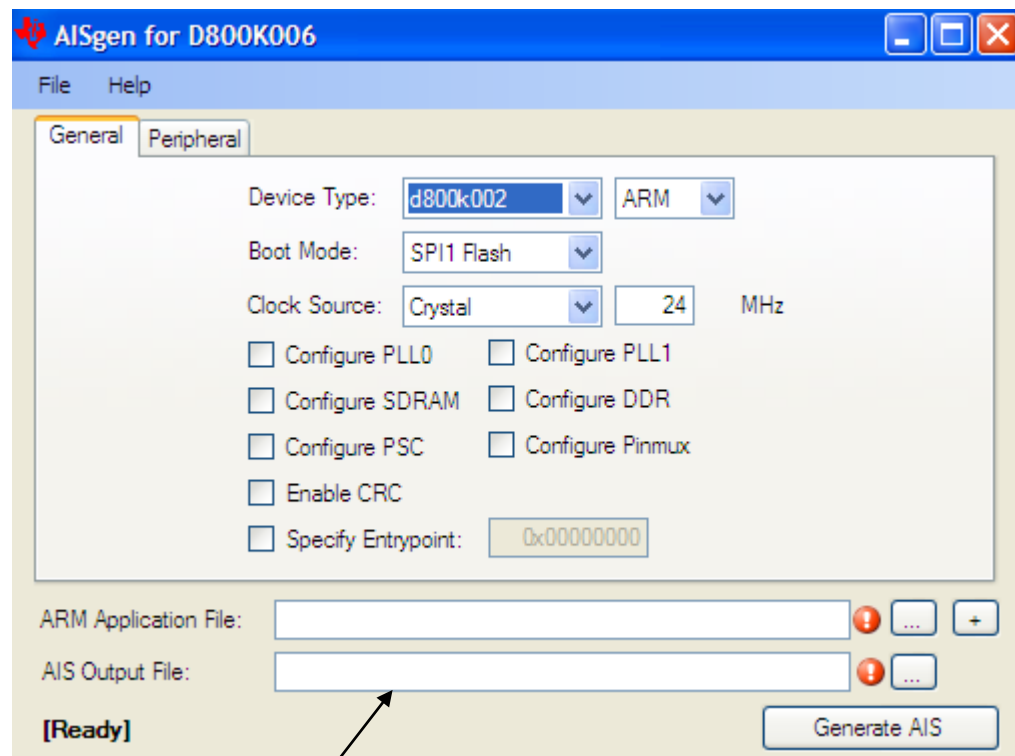 AISgen for D800K006
File Help
General Peripheral
Device Type: d800k002 ARM
Boot Mode: SPI1 Flash
Clock Source: Crystal 24 MHz
Configure PLL0 Configure PLL1
Configure SDRAM Configure DDR
Configure PSC Configure Pinmux
Enable CRC
Specify Entrypoint: 0x00000000
ARM Application File: ... +
AIS Output File: ...
[Ready] Generate AIS